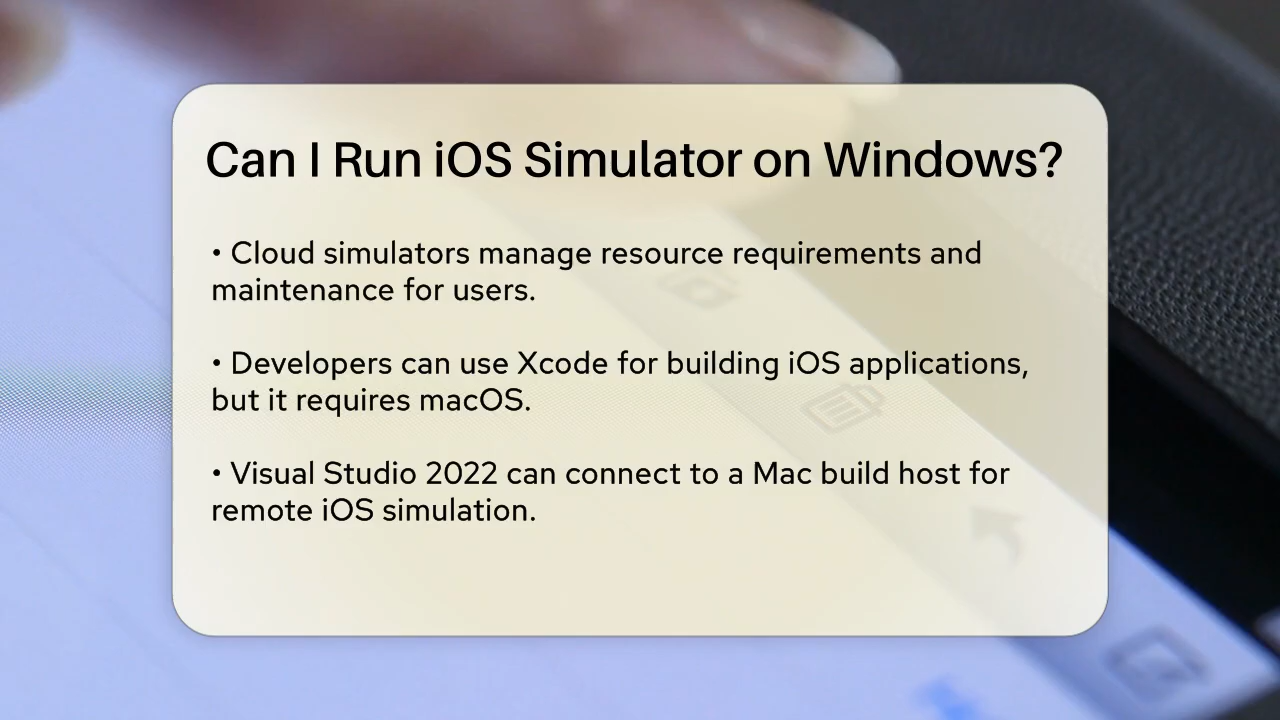 Can I Run iOS Simulator on Windows?
• Cloud simulators manage resource requirements and
maintenance for users.
• Developers can use Xcode for building iOS applications,
but it requires macOS.
• Visual Studio 2022 can connect to a Mac build host for
remote iOS simulation.